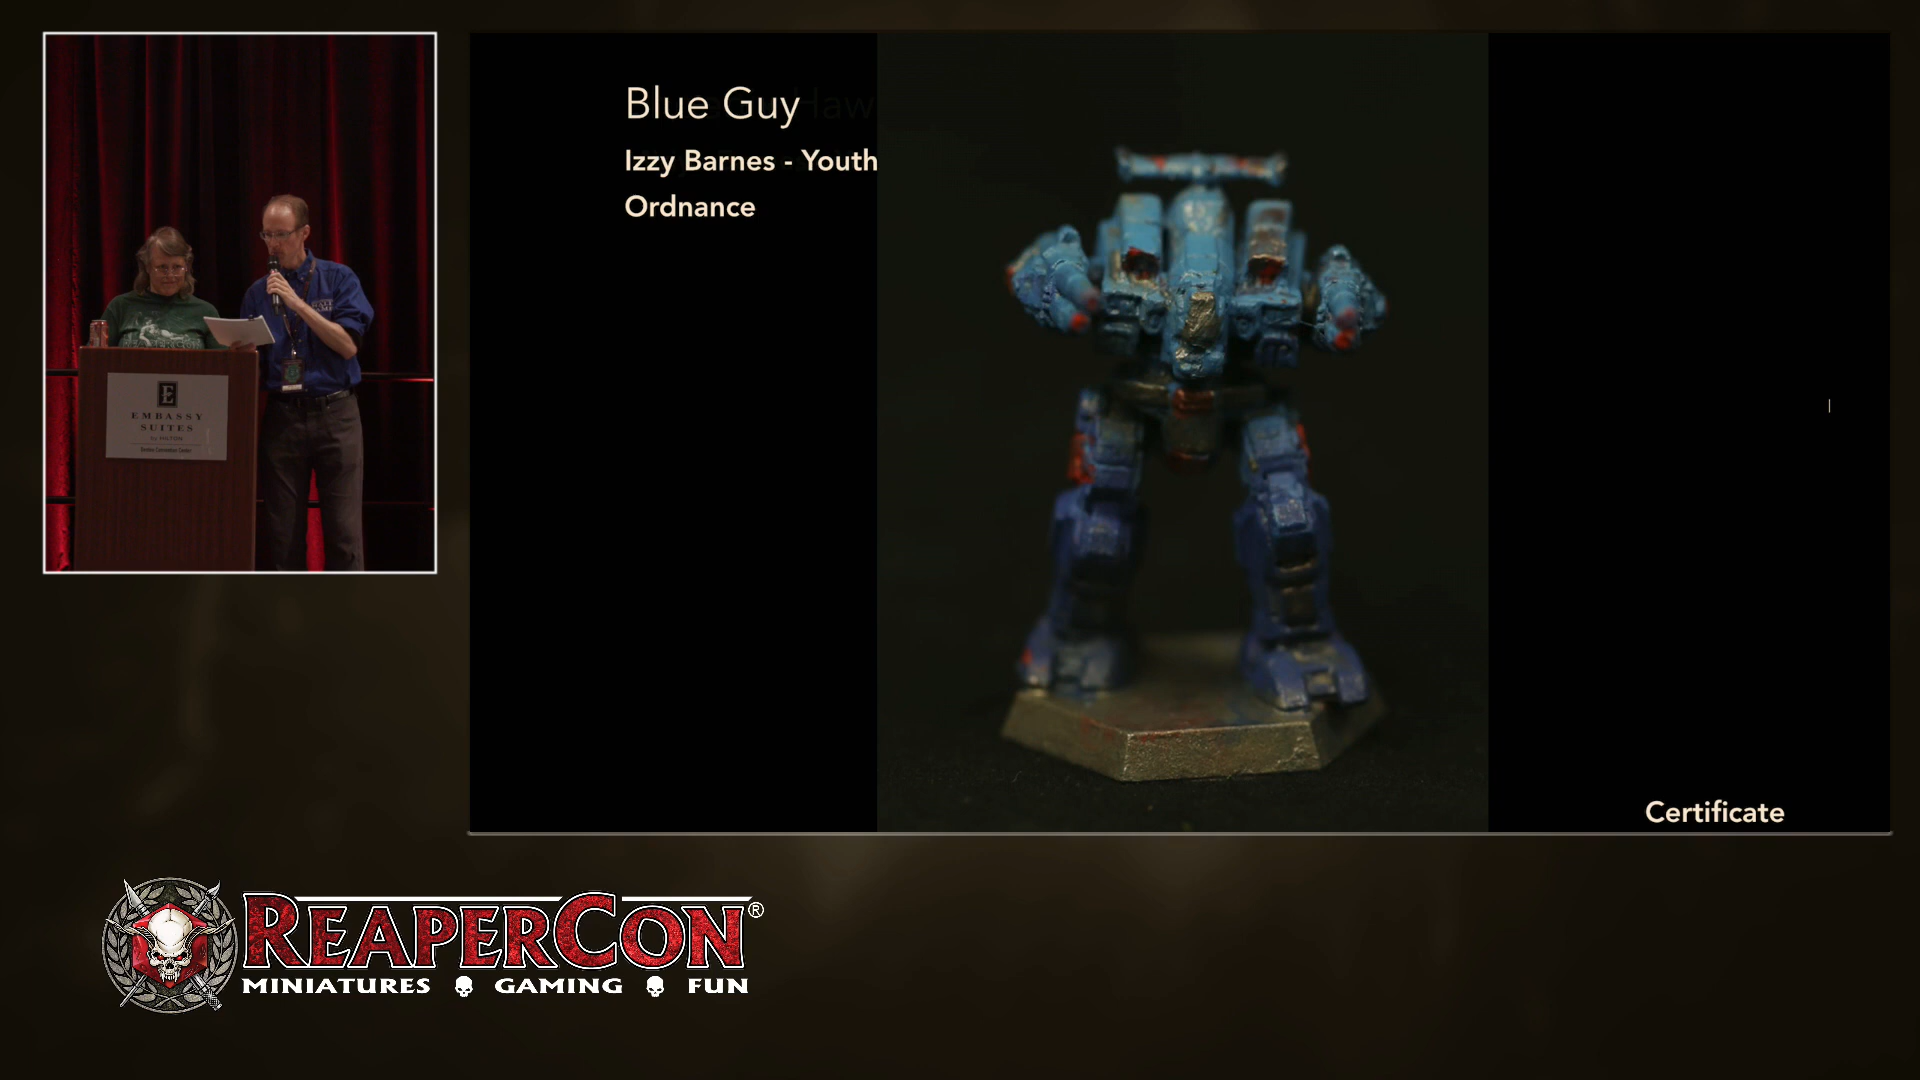 Blue Guy
Izzy Barnes - Youth
Ordnance
EMBASSY
SUITES
Certificate
REAPERCON®
MINIATURES GAMING FUN